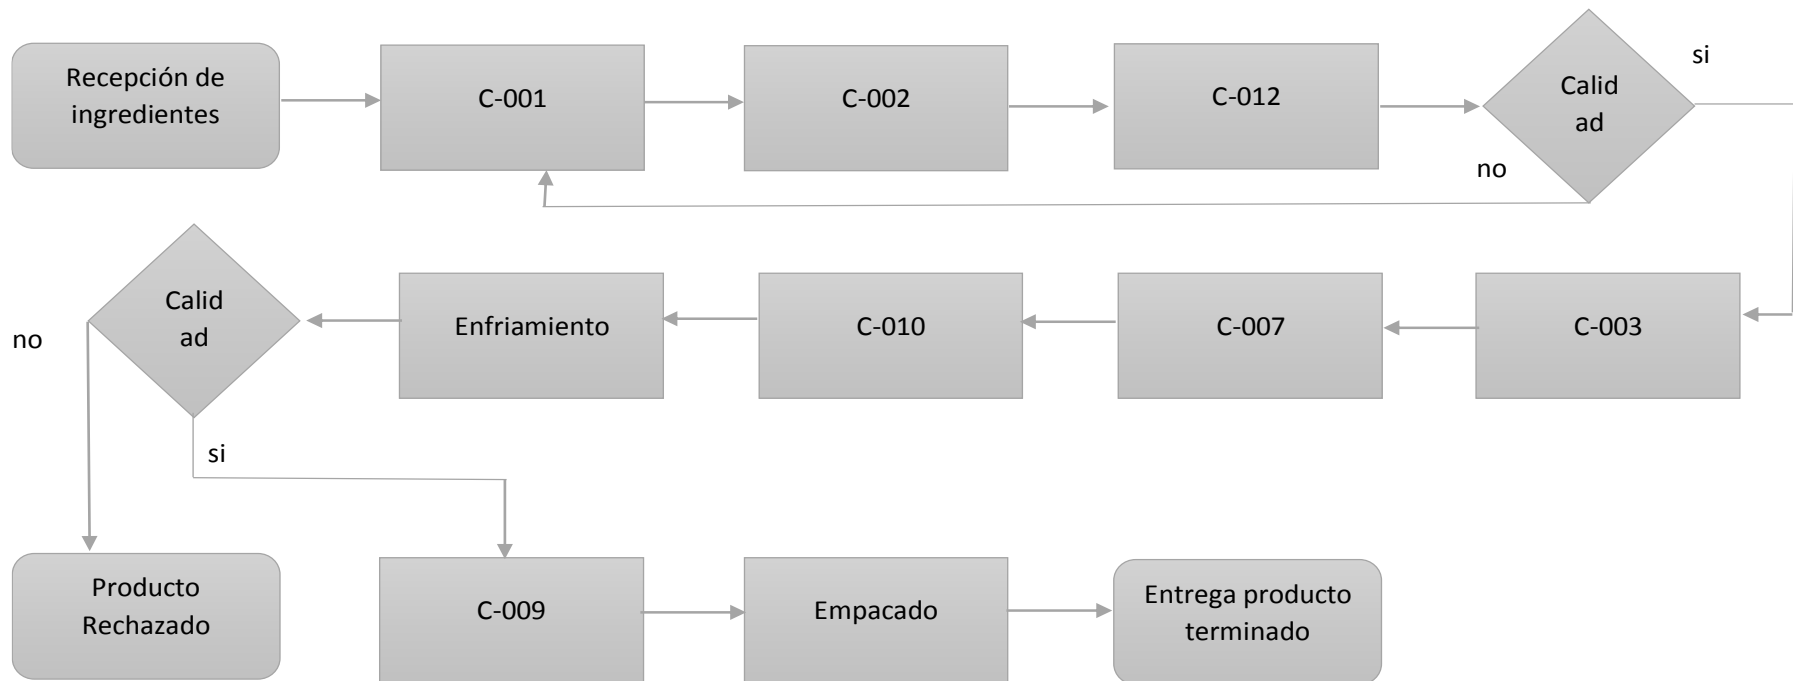 Recepción de
ingredientes
C-001
C-002
C-012
Calid
ad
si
no
Calid
ad
Enfriamiento
C-010
C-007
C-003
no
si
Producto
Rechazado
C-009
Empacado
Entrega producto
terminado